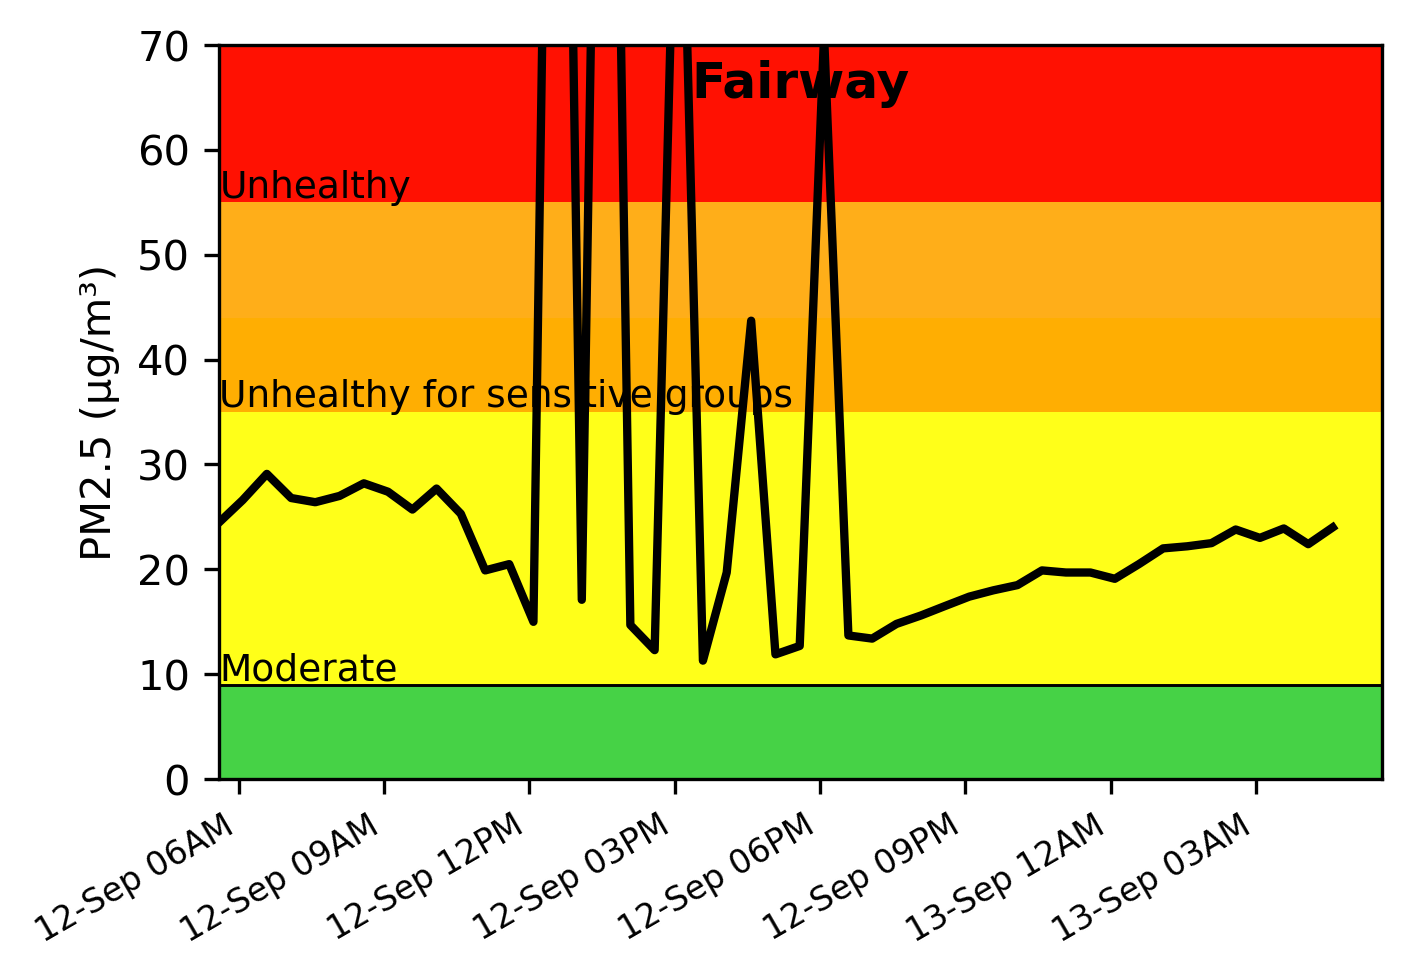 Fairway
70
60
50
40
30
20
10
0
PM2.5 (µg/m³)
Unhealthy
Unhealthy for sensitive groups
Moderate
12-Sep 06AM
12-Sep 09AM
12-Sep 12PM
12-Sep 03PM
12-Sep 06PM
12-Sep 09PM
13-Sep 12AM
13-Sep 03AM